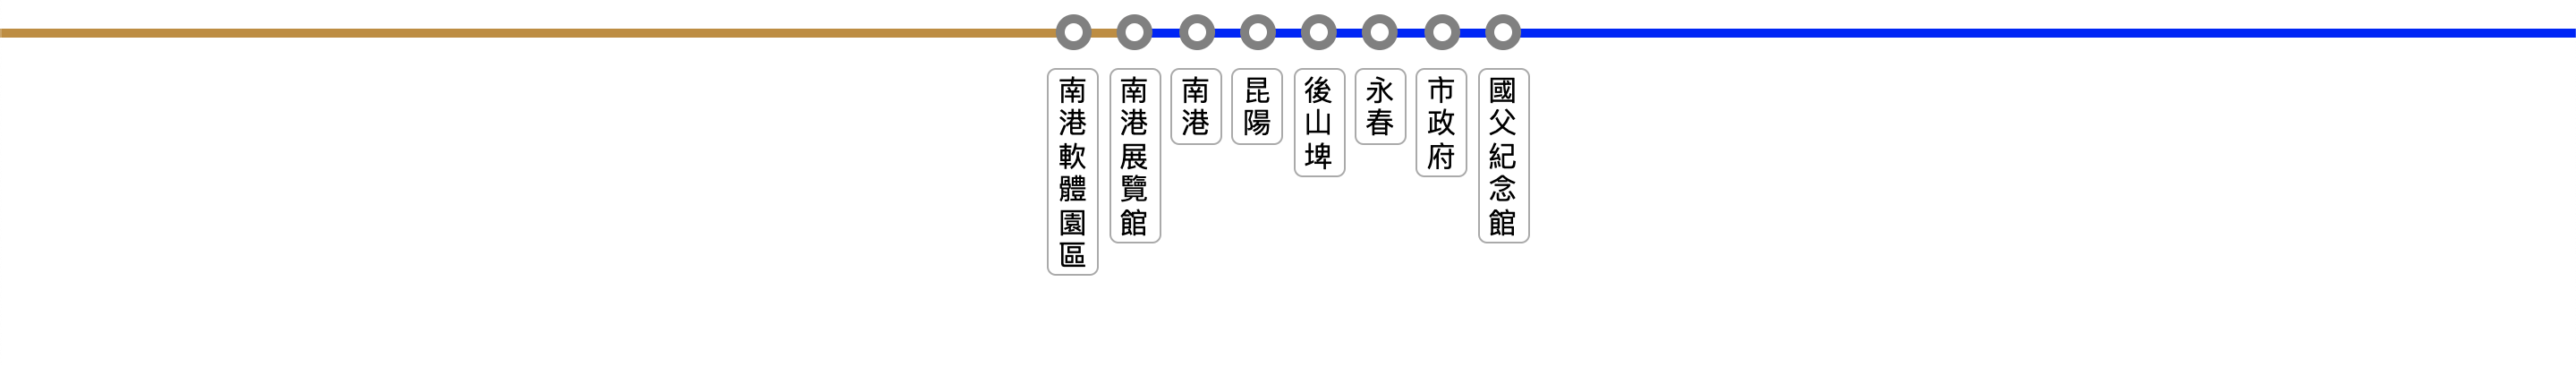 南港軟體園區
南港展覽館
南港
昆陽
後山埤
永春
市政府
國父紀念館